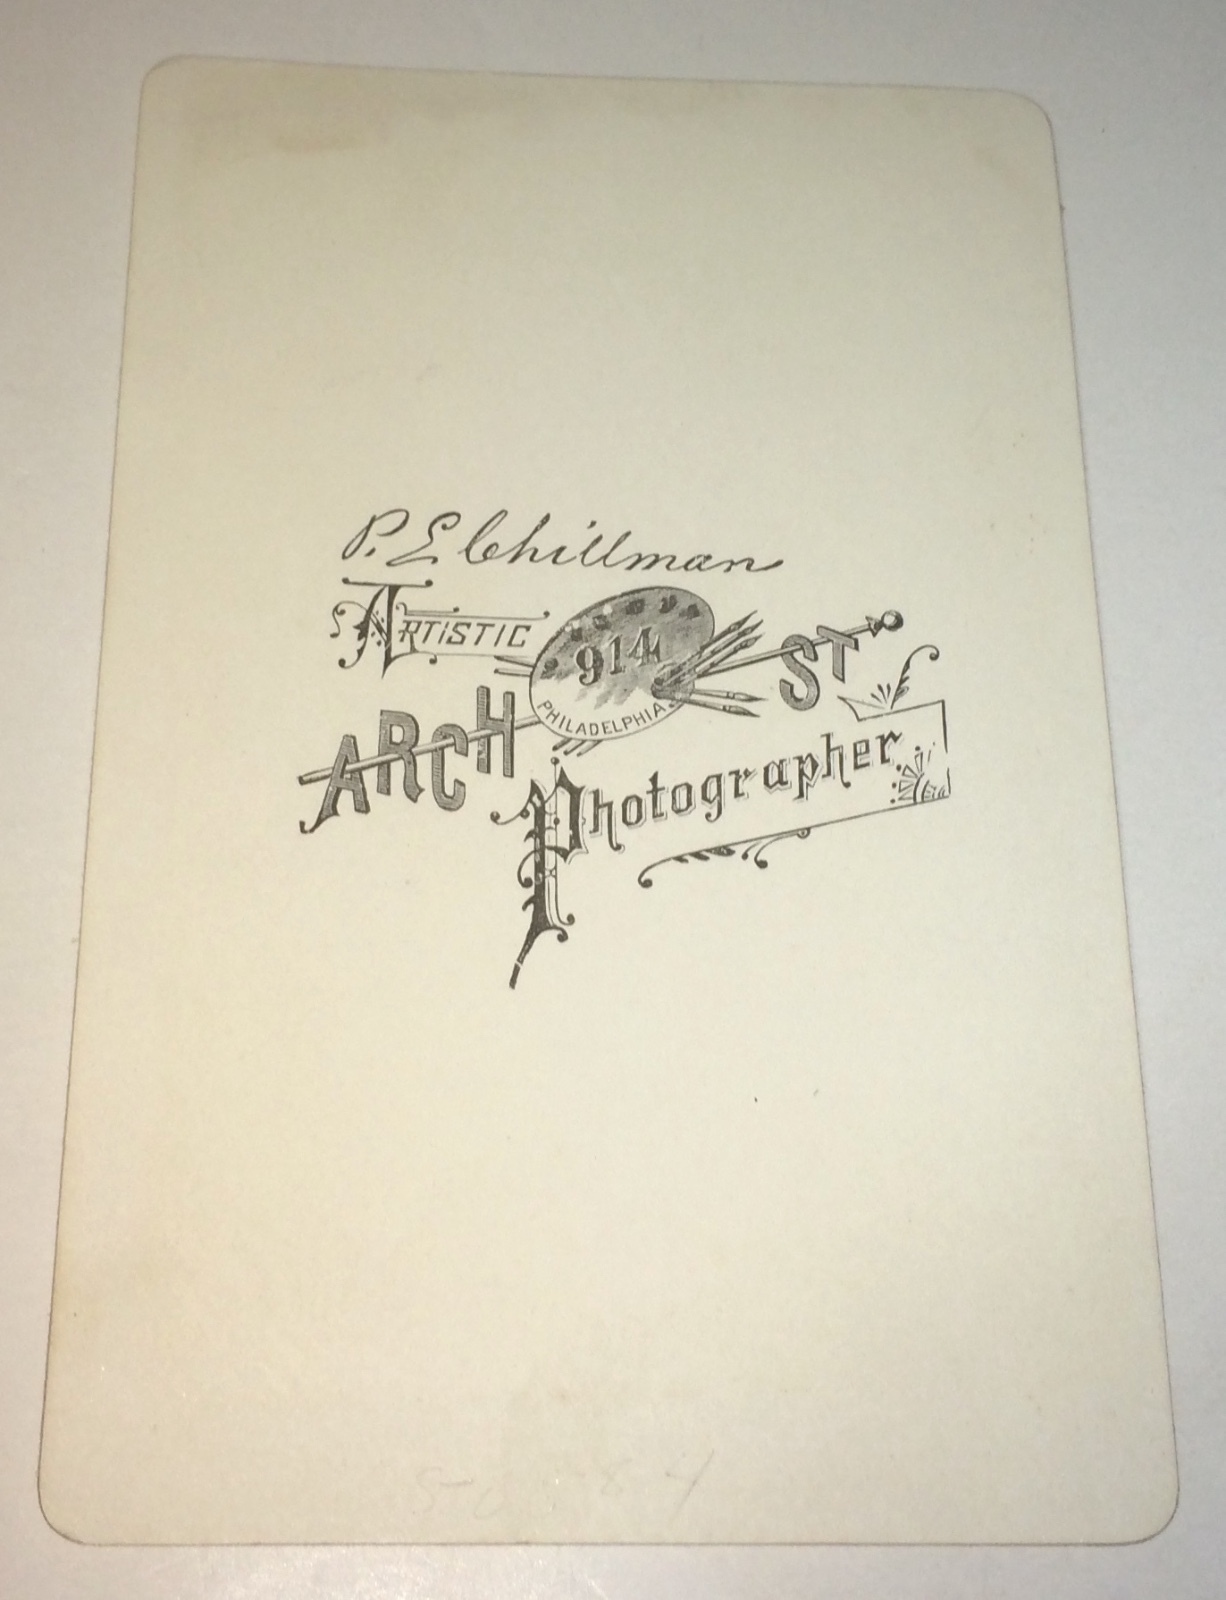 P. E. Chillman
ARTISTIC
914
PHILADELPHIA.
ARCH ST
Photographer.